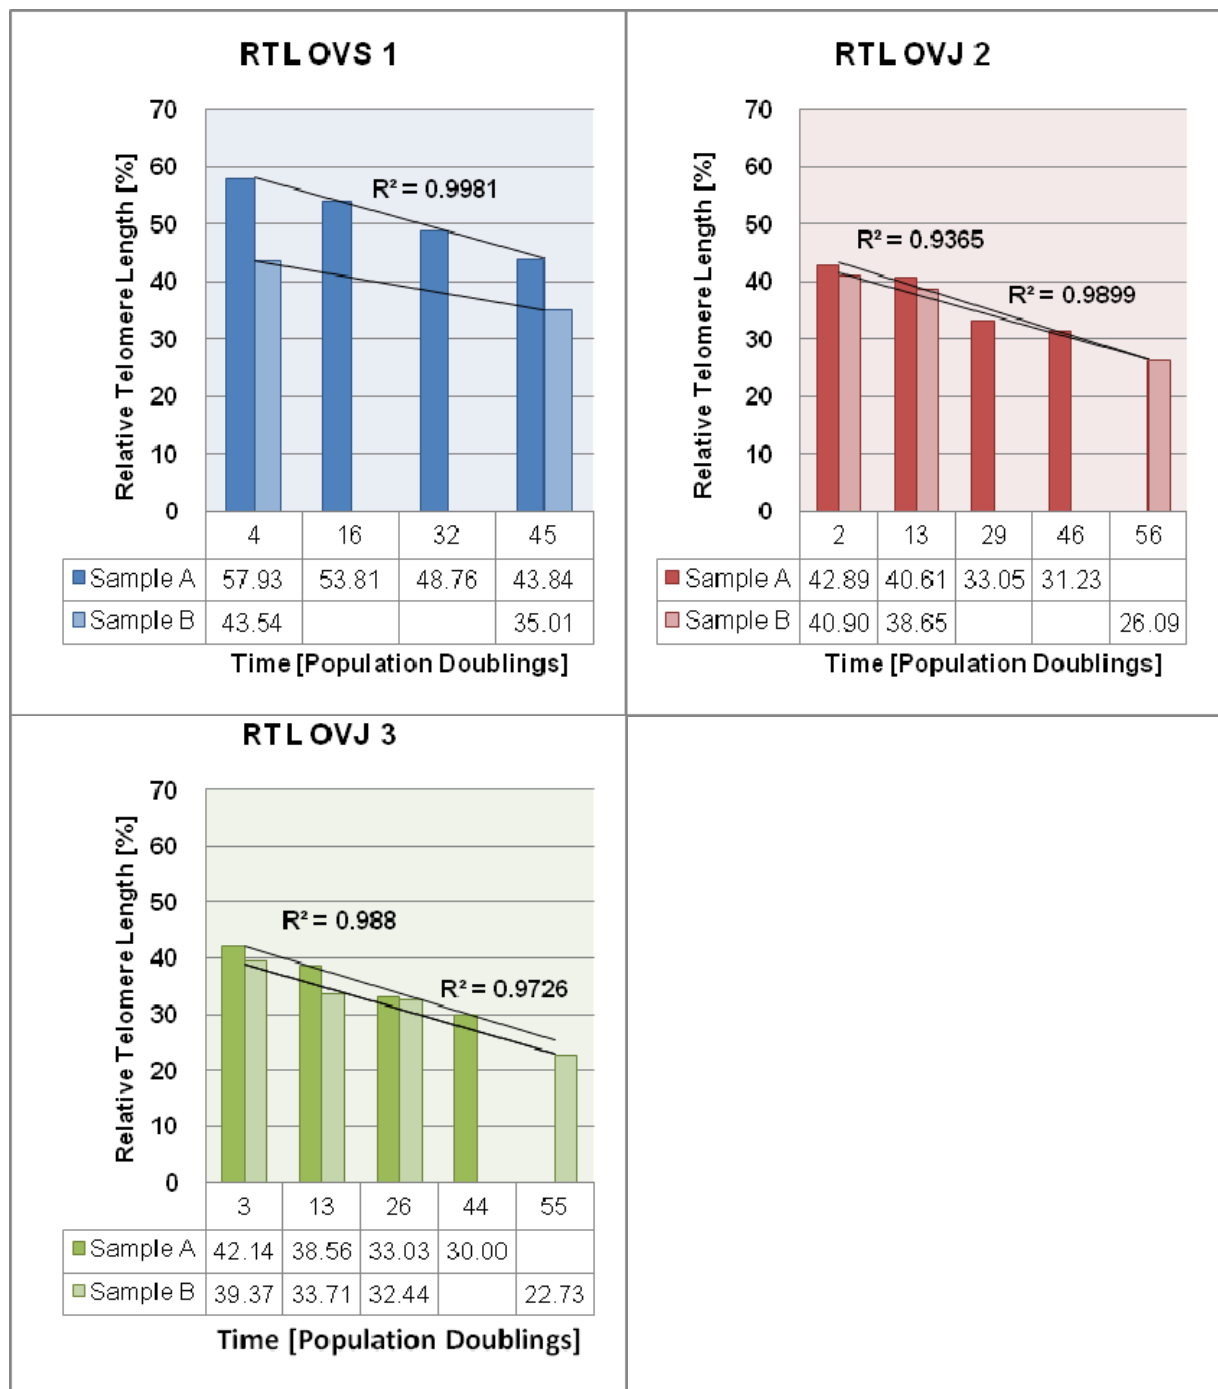 RTL OVS 1
Relative Telomere Length [%]
70
60
50
40
30
20
10
0
R² = 0.9981
4 16 32 45
Sample A 57.93 53.81 48.76 43.84
Sample B 43.54 35.01
Time [Population Doublings]
RTL OVJ 2
Relative Telomere Length [%]
70
60
50
40
30
20
10
0
R² = 0.9365
R² = 0.9899
2 13 29 46 56
Sample A 42.89 40.61 33.05 31.23
Sample B 40.90 38.65 26.09
Time [Population Doublings]
RTL OVJ 3
Relative Telomere Length [%]
70
60
50
40
30
20
10
0
R² = 0.988
R² = 0.9726
3 13 26 44 55
Sample A 42.14 38.56 33.03 30.00
Sample B 39.37 33.71 32.44 22.73
Time [Population Doublings]